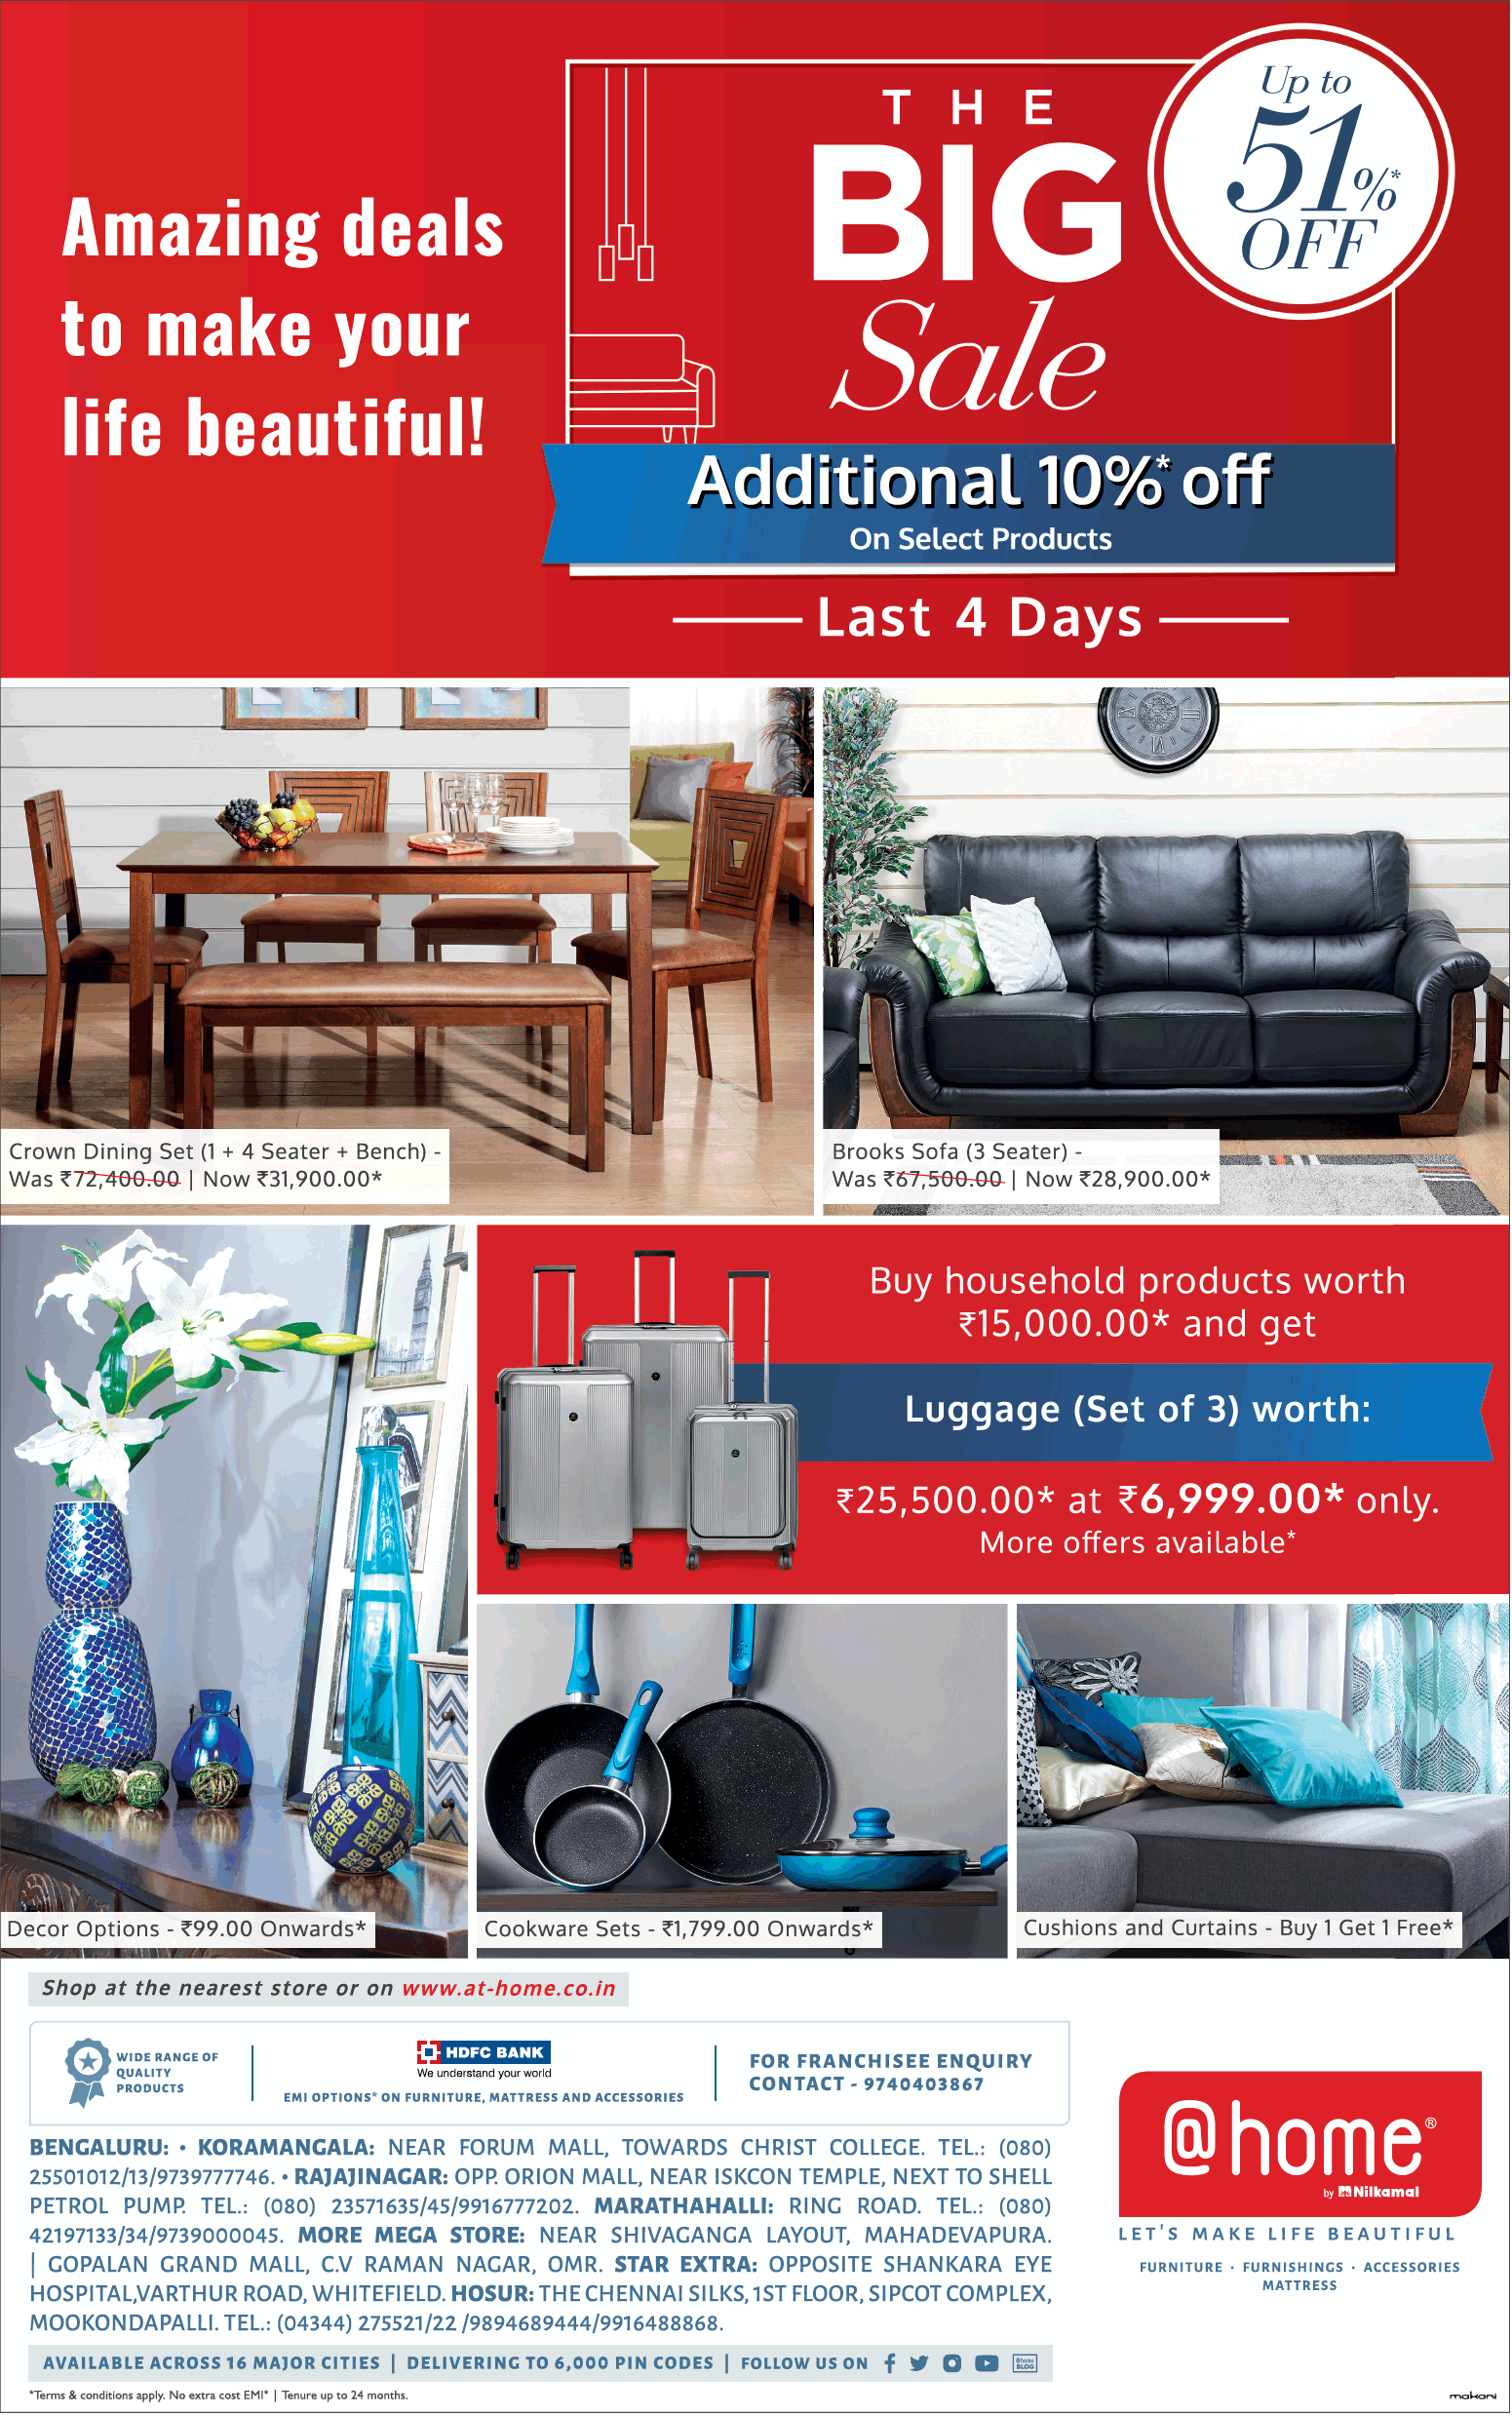 Amazing deals
to make your
life beautiful!
THE
BIG
Sale
Up to
51%*
OFF
Additional 10%* off
On Select Products
Last 4 Days
Crown Dining Set (1 + 4 Seater + Bench) -
Was ₹72,400.00 | Now ₹31,900.00*
Brooks Sofa (3 Seater) -
Was ₹67,500.00 | Now ₹28,900.00*
Buy household products worth
₹15,000.00* and get
Luggage (Set of 3) worth:
₹25,500.00* at ₹6,999.00* only.
More offers available*
Decor Options - ₹99.00 Onwards*
Cookware Sets - ₹1,799.00 Onwards*
Cushions and Curtains - Buy 1 Get 1 Free*
Shop at the nearest store or on www.at-home.co.in
WIDE RANGE OF
QUALITY
PRODUCTS
HDFC BANK
We understand your world
EMI OPTIONS* ON FURNITURE, MATTRESS AND ACCESSORIES
FOR FRANCHISEE ENQUIRY
CONTACT - 9740403867
BENGALURU: • KORAMANGALA: NEAR FORUM MALL, TOWARDS CHRIST COLLEGE. TEL.: (080)
25501012/13/9739777746. • RAJAJINAGAR: OPP. ORION MALL, NEAR ISKCON TEMPLE, NEXT TO SHELL
PETROL PUMP. TEL.: (080) 23571635/45/9916777202. MARATHAHALLI: RING ROAD. TEL.: (080)
42197133/34/9739000045. MORE MEGA STORE: NEAR SHIVAGANGA LAYOUT, MAHADEVAPURA.
| GOPALAN GRAND MALL, C.V RAMAN NAGAR, OMR. STAR EXTRA: OPPOSITE SHANKARA EYE
HOSPITAL,VARTHUR ROAD, WHITEFIELD. HOSUR: THE CHENNAI SILKS, 1ST FLOOR, SIPCOT COMPLEX,
MOOKONDAPALLI. TEL.: (04344) 275521/22 /9894689444/9916488868.
AVAILABLE ACROSS 16 MAJOR CITIES | DELIVERING TO 6,000 PIN CODES | FOLLOW US ON
@home
BLOG
*Terms & conditions apply. No extra cost EMI* | Tenure up to 24 months.
@home®
by Nilkamal
LET'S MAKE LIFE BEAUTIFUL
FURNITURE · FURNISHINGS · ACCESSORIES
MATTRESS
makani